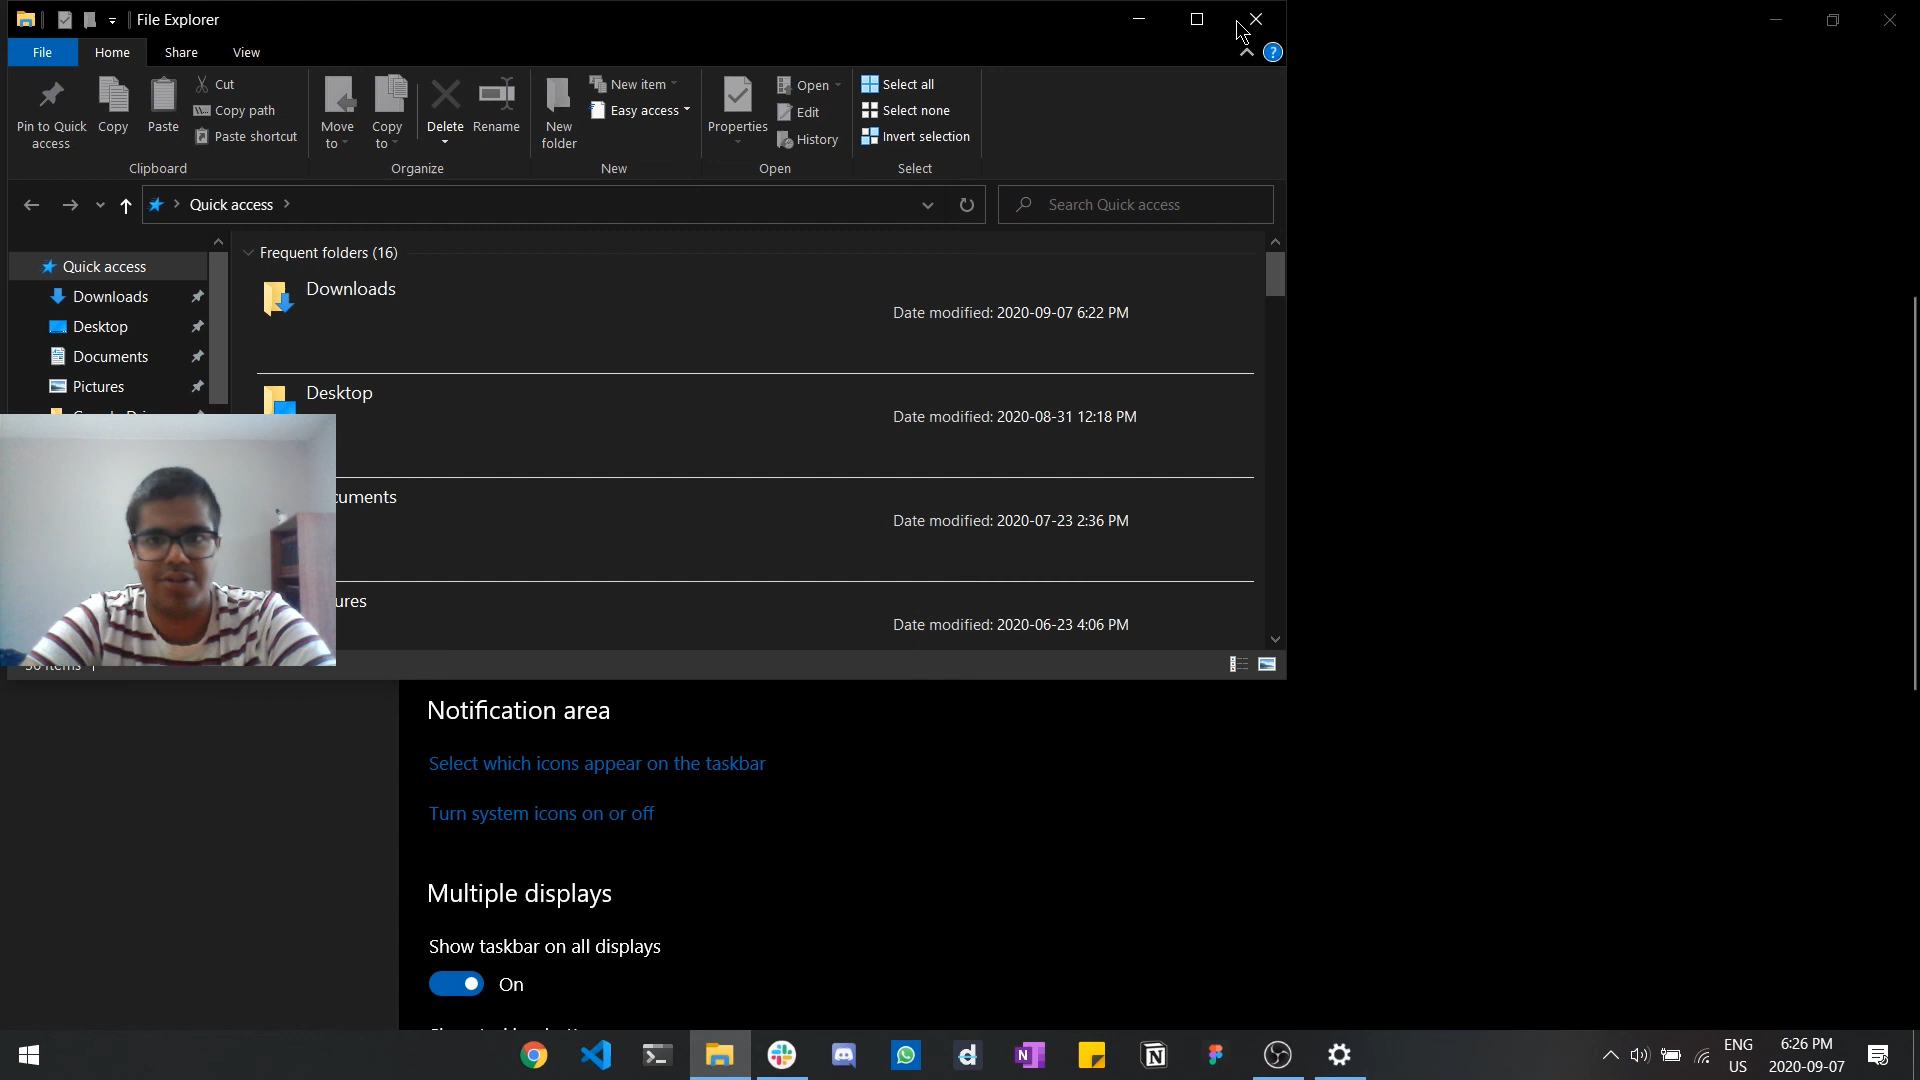 File Explorer
File Home Share View
Pin to Quick access
Copy
Paste
Cut
Copy path
Paste shortcut
Clipboard
Move to
Copy to
Delete
Rename
Organize
New folder
New item
Easy access
New
Properties
Open
Edit
History
Open
Select all
Select none
Invert selection
Select
Quick access
Search Quick access
Quick access
Downloads
Desktop
Documents
Pictures
Frequent folders (16)
Downloads
Date modified: 2020-09-07 6:22 PM
Desktop
Date modified: 2020-08-31 12:18 PM
cuments
Date modified: 2020-07-23 2:36 PM
ures
Date modified: 2020-06-23 4:06 PM
Notification area
Select which icons appear on the taskbar
Turn system icons on or off
Multiple displays
Show taskbar on all displays
On
ENG
US
6:26 PM
2020-09-07